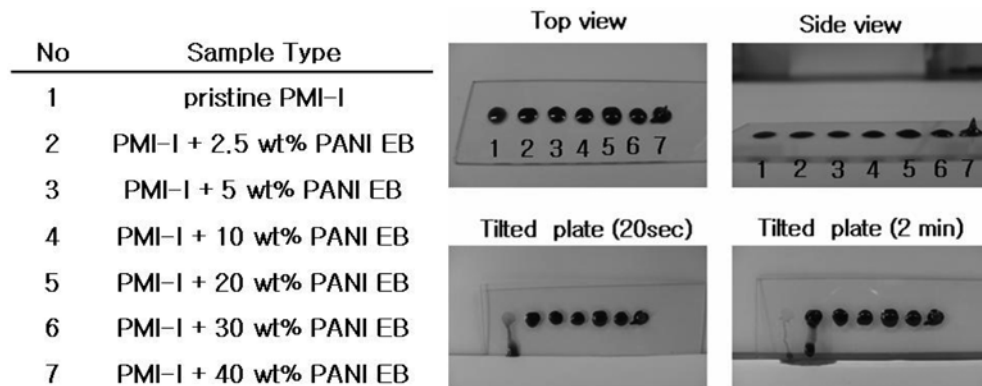 No Sample Type
1 pristine PMI-I
2 PMI-I + 2.5 wt% PANI EB
3 PMI-I + 5 wt% PANI EB
4 PMI-I + 10 wt% PANI EB
5 PMI-I + 20 wt% PANI EB
6 PMI-I + 30 wt% PANI EB
7 PMI-I + 40 wt% PANI EB
Top view
1 2 3 4 5 6 7
Side view
1 2 3 4 5 6 7
Tilted plate (20sec)
Tilted plate (2 min)